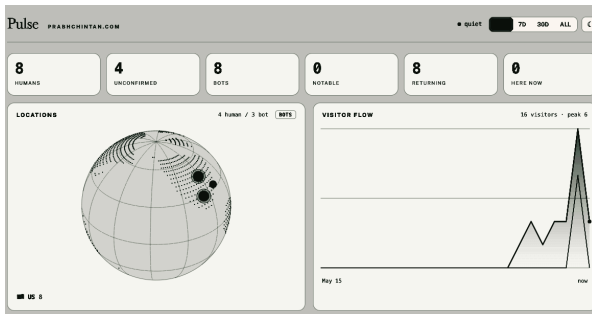 Pulse PRABHCHINTAN.COM
quiet 7D 30D ALL
8 4 8 0 8 0
HUMANS UNCONFIRMED BOTS NOTABLE RETURNING HERE NOW
LOCATIONS 4 human / 3 bot BOTS
VISITOR FLOW 16 visitors · peak 6
May 15 now
US 8